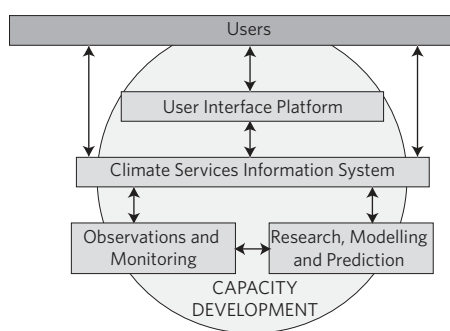 Users
User Interface Platform
Climate Services Information System
Observations and
Monitoring
Research, Modelling
and Prediction
CAPACITY
DEVELOPMENT